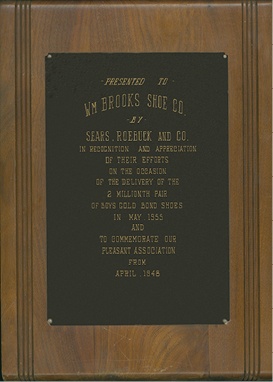 - PRESENTED TO -
WM BROOKS SHOE CO.
- BY -
SEARS, ROEBUCK AND CO.
IN RECOGNITION AND APPRECIATION
OF THEIR EFFORTS
ON THE OCCASION
OF THE DELIVERY OF THE
2 MILLIONTH PAIR
OF BOYS GOLD BOND SHOES
IN MAY 1955
AND
TO COMMEMORATE OUR
PLEASANT ASSOCIATION
FROM
APRIL 1948